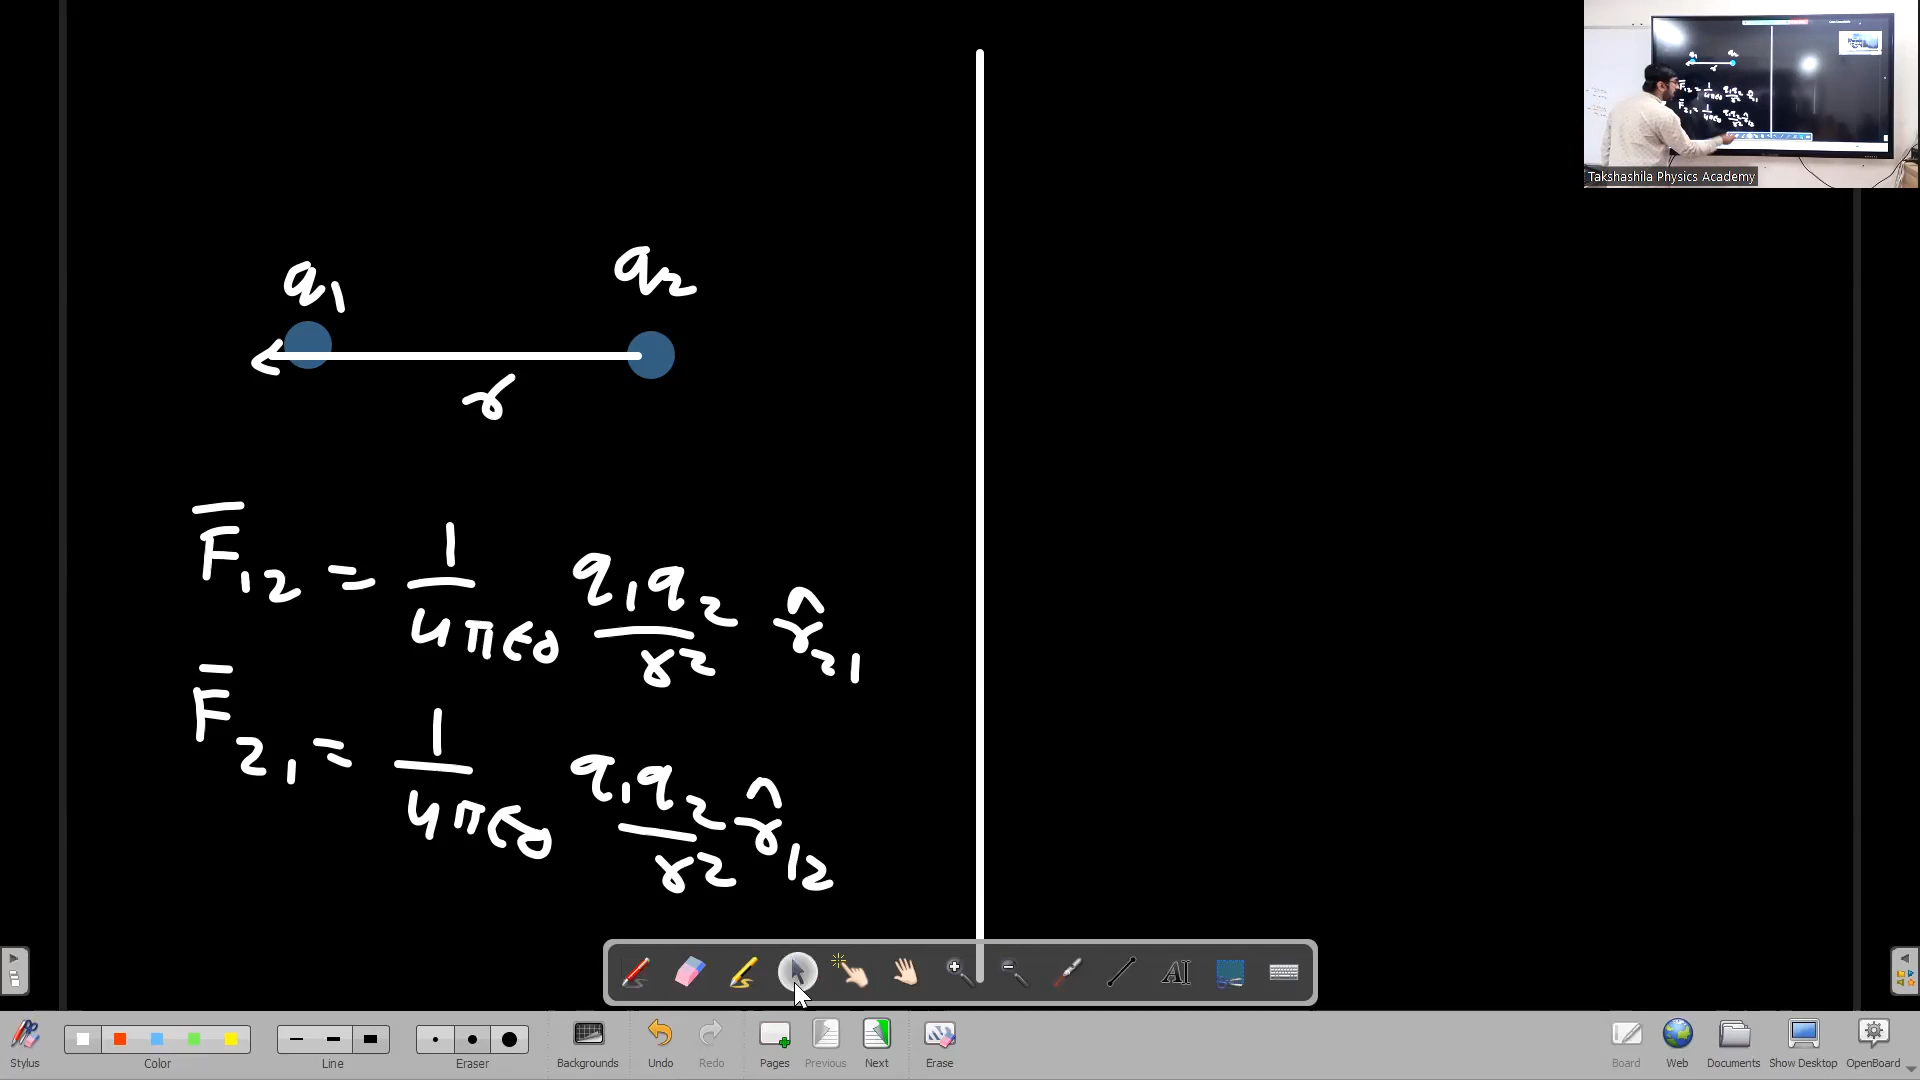 Takshashila Physics Academy
q₁ q₂
r
F̅₁₂ = 1/4πε₀ q₁q₂/r² r̂₂₁
F̅₂₁ = 1/4πε₀ q₁q₂/r² r̂₁₂
AI
Stylus Color Line Eraser Backgrounds Undo Redo Pages Previous Next Erase Board Web Documents Show Desktop OpenBoard